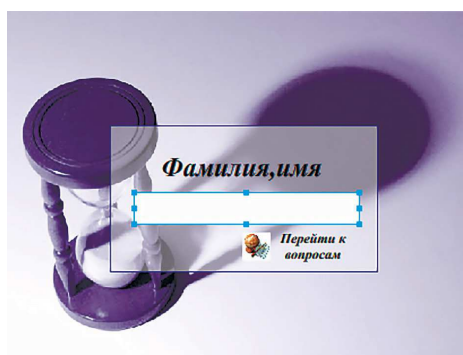 Фамилия,имя
Перейти к
вопросам